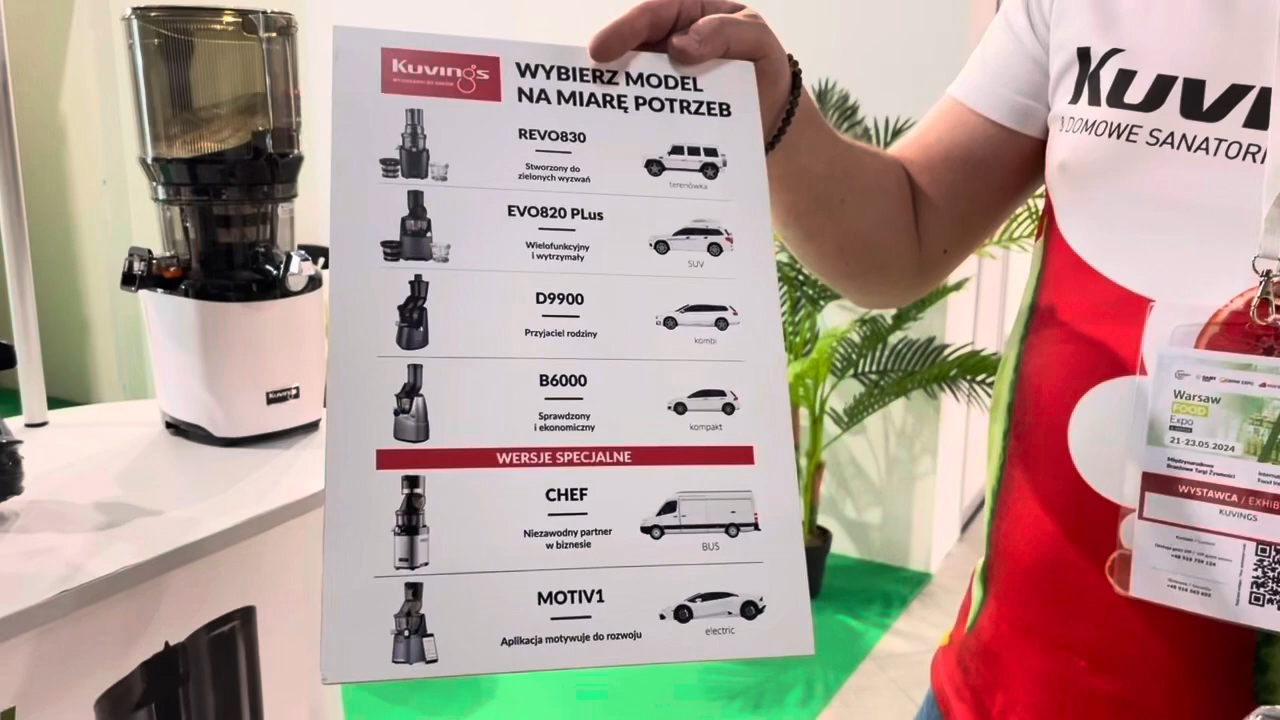 Kuvings
WYBIERZ MODEL
NA MIARĘ POTRZEB
REVO830
Stworzony do
zielonych wyzwań
terenówka
EVO820 PLus
Wielofunkcyjny
i wytrzymały
SUV
D9900
Przyjaciel rodziny
kombi
B6000
Sprawdzony
i ekonomiczny
kompakt
WERSJE SPECJALNE
CHEF
Niezawodny partner
w biznesie
BUS
MOTIV1
Aplikacja motywuje do rozwoju
electric
Kuvings
KUVI
DOMOWE SANATORI
Warsaw
FOOD
Expo
21-23.05.2024
Międzynarodowe
Branżowe Targi Żywności
WYSTAWCA / EXHIB
KUVINGS